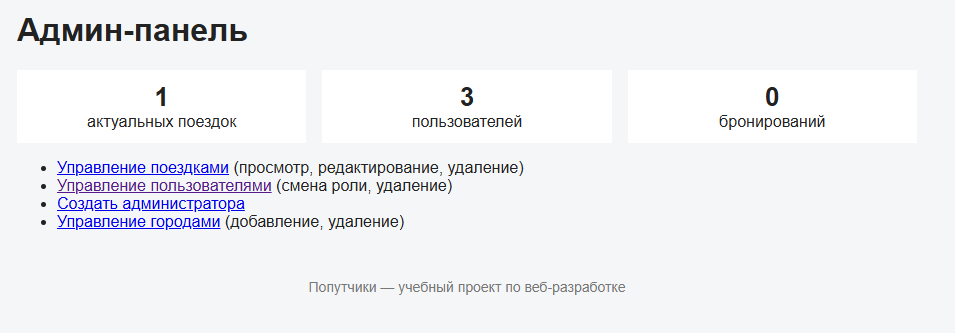 Админ-панель
1
актуальных поездок
3
пользователей
0
бронирований
Управление поездками (просмотр, редактирование, удаление)
Управление пользователями (смена роли, удаление)
Создать администратора
Управление городами (добавление, удаление)
Попутчики — учебный проект по веб-разработке